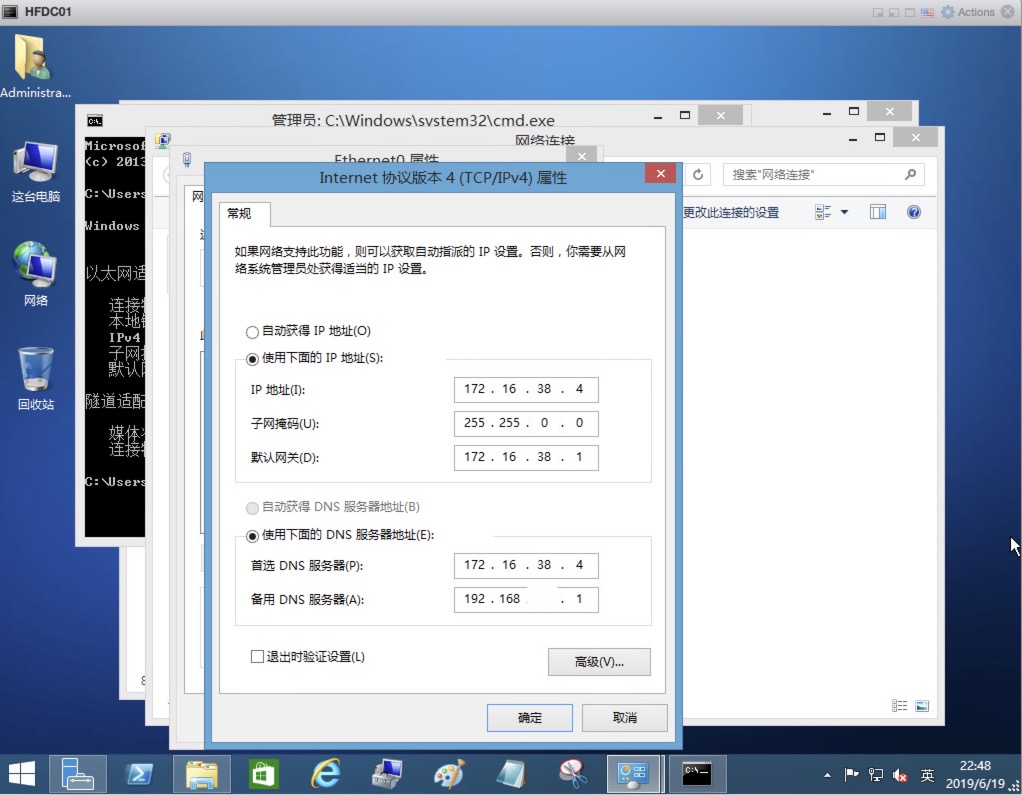 HFDC01
Actions
Administra...
这台电脑
网络
回收站
管理员: C:\Windows\system32\cmd.exe
Microsof
(c) 2013
C:\Users
Windows
以太网适
连接
本地
IPv4
子网
默认
隧道适配
媒体
连接
C:\Users
网络连接
搜索"网络连接"
更改此连接的设置
Ethernet0 属性
网
Internet 协议版本 4 (TCP/IPv4) 属性
常规
如果网络支持此功能，则可以获取自动指派的 IP 设置。否则，你需要从网
络系统管理员处获得适当的 IP 设置。
自动获得 IP 地址(O)
使用下面的 IP 地址(S):
IP 地址(I): 172 . 16 . 38 . 4
子网掩码(U): 255 . 255 . 0 . 0
默认网关(D): 172 . 16 . 38 . 1
自动获得 DNS 服务器地址(B)
使用下面的 DNS 服务器地址(E):
首选 DNS 服务器(P): 172 . 16 . 38 . 4
备用 DNS 服务器(A): 192 . 168 . . 1
退出时验证设置(L)
高级(V)...
确定
取消
英
22:48
2019/6/19